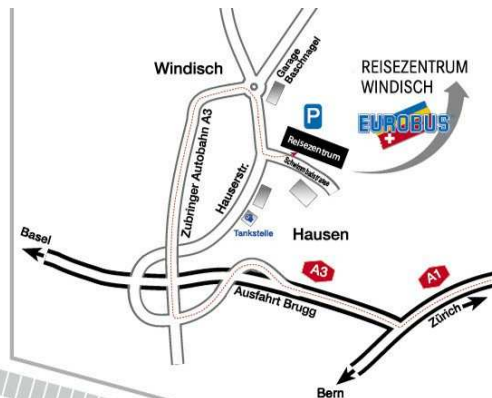 Garage
Baschnagel
Windisch
REISEZENTRUM
WINDISCH
P
EUROBUS
Reisezentrum
Zubringer Autobahn A3
Hauserstr.
Tankstelle
Hausen
Basel
A3
A1
Ausfahrt Brugg
Zürich
Bern